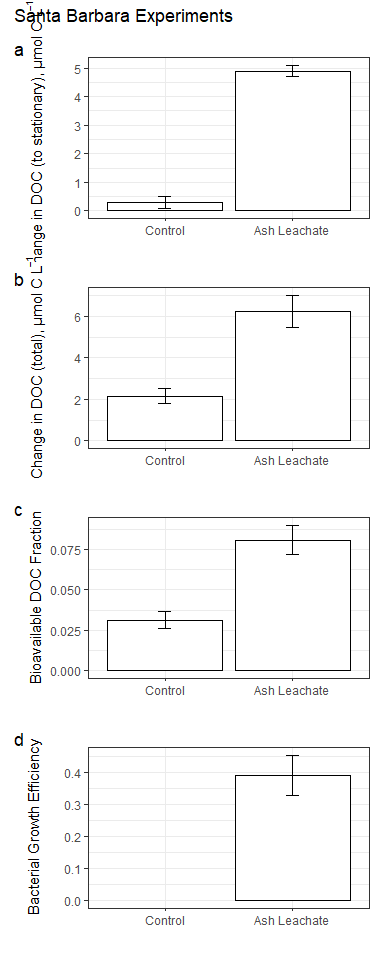 Santa Barbara Experiments
a
Change in DOC (to stationary), μmol C L⁻¹
5
4
3
2
1
0
Control
Ash Leachate
b
Change in DOC (total), μmol C L⁻¹
6
4
2
0
Control
Ash Leachate
c
Bioavailable DOC Fraction
0.075
0.050
0.025
0.000
Control
Ash Leachate
d
Bacterial Growth Efficiency
0.4
0.3
0.2
0.1
0.0
Control
Ash Leachate